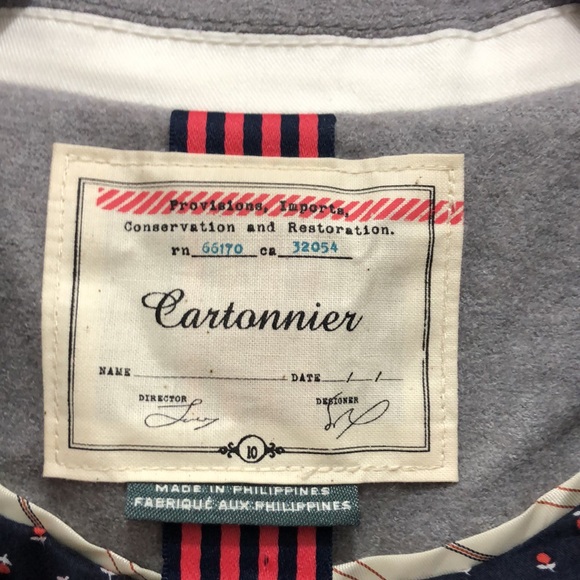 Provisions, Imports,
Conservation and Restoration.
rn 66170 ca 32054
Cartonnier
NAME DATE / /
DIRECTOR DESIGNER
10
MADE IN PHILIPPINES
FABRIQUÉ AUX PHILIPPINES